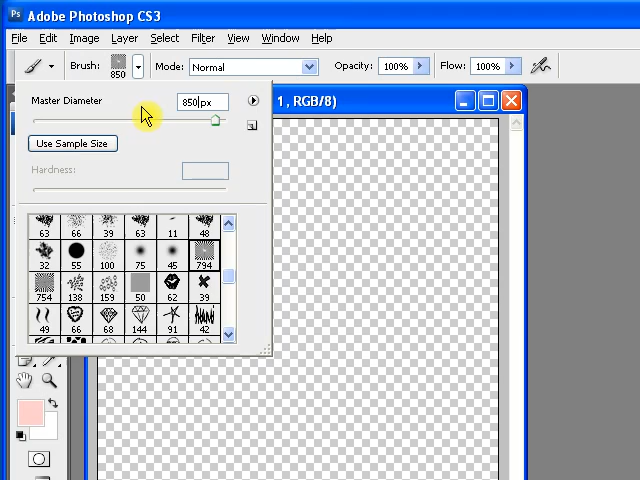 Ps Adobe Photoshop CS3
File Edit Image Layer Select Filter View Window Help
Brush: 850 Mode: Normal Opacity: 100% Flow: 100%
1, RGB/8)
Master Diameter 850 px
Use Sample Size
Hardness:
63 66 39 63 11 48
32 55 100 75 45 794
754 138 159 50 62 39
49 66 68 144 91 42